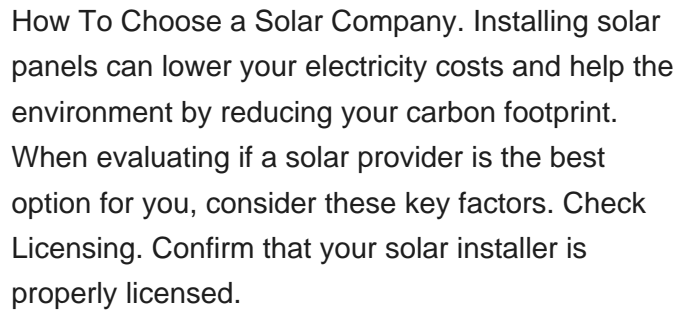 How To Choose a Solar Company. Installing solar
panels can lower your electricity costs and help the
environment by reducing your carbon footprint.
When evaluating if a solar provider is the best
option for you, consider these key factors. Check
Licensing. Confirm that your solar installer is
properly licensed.